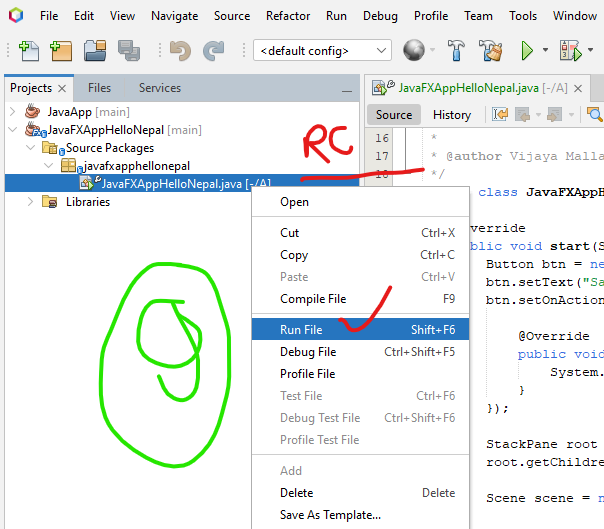 File Edit View Navigate Source Refactor Run Debug Profile Team Tools Window
<default config>
Projects Files Services
JavaFXAppHelloNepal.java [-/A]
Source History
JavaApp [main]
JavaFXAppHelloNepal [main]
Source Packages
javafxapphellonepal
JavaFXAppHelloNepal.java [-/A]
Libraries
RC
9
Open
Cut Ctrl+X
Copy Ctrl+C
Paste Ctrl+V
Compile File F9
Run File Shift+F6
Debug File Ctrl+Shift+F5
Profile File
Test File Ctrl+F6
Debug Test File Ctrl+Shift+F6
Profile Test File
Add
Delete Delete
Save As Template...
16 *
17 * @author Vijaya Malla
18 */
class JavaFXAppH
verride
blic void start(S
Button btn = new
btn.setText("Sa
btn.setOnAction
@Override
public void
System.
}
});
StackPane root
root.getChildre
Scene scene = n